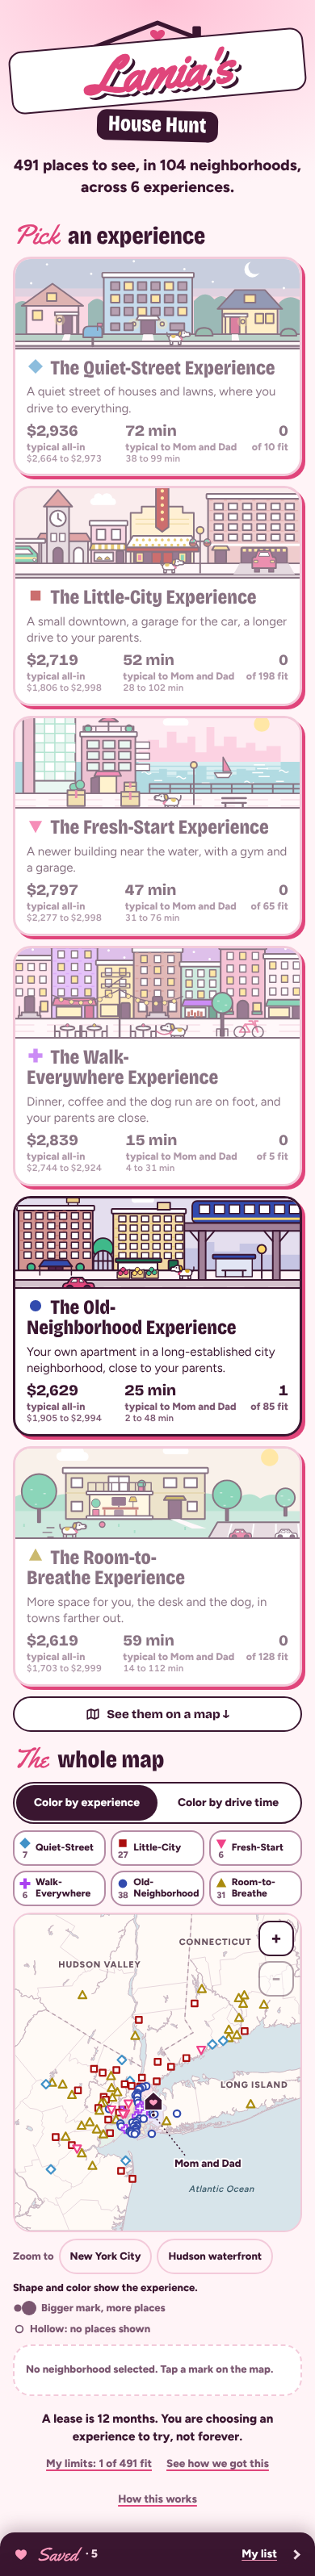 Lamia's
House Hunt
491 places to see, in 104 neighborhoods,
across 6 experiences.
Pick an experience
The Quiet-Street Experience
A quiet street of houses and lawns, where you
drive to everything.
$2,936 72 min 0
typical all-in typical to Mom and Dad of 10 fit
$2,664 to $2,973 38 to 99 min
The Little-City Experience
A small downtown, a garage for the car, a longer
drive to your parents.
$2,719 52 min 0
typical all-in typical to Mom and Dad of 198 fit
$1,806 to $2,998 28 to 102 min
The Fresh-Start Experience
A newer building near the water, with a gym and
a garage.
$2,797 47 min 0
typical all-in typical to Mom and Dad of 65 fit
$2,277 to $2,998 31 to 76 min
The Walk-
Everywhere Experience
Dinner, coffee and the dog run are on foot, and
your parents are close.
$2,839 15 min 0
typical all-in typical to Mom and Dad of 5 fit
$2,744 to $2,924 4 to 31 min
The Old-
Neighborhood Experience
Your own apartment in a long-established city
neighborhood, close to your parents.
$2,629 25 min 1
typical all-in typical to Mom and Dad of 85 fit
$1,905 to $2,994 2 to 48 min
The Room-to-
Breathe Experience
More space for you, the desk and the dog, in
towns farther out.
$2,619 59 min 0
typical all-in typical to Mom and Dad of 128 fit
$1,703 to $2,999 14 to 112 min
See them on a map ↓
The whole map
Color by experience Color by drive time
7 Quiet-Street 27 Little-City 6 Fresh-Start
6 Walk-
Everywhere 38 Old-
Neighborhood 31 Room-to-
Breathe
CONNECTICUT
+
HUDSON VALLEY
−
LONG ISLAND
Mom and Dad
Atlantic Ocean
Zoom to New York City Hudson waterfront
Shape and color show the experience.
Bigger mark, more places
Hollow: no places shown
No neighborhood selected. Tap a mark on the map.
A lease is 12 months. You are choosing an
experience to try, not forever.
My limits: 1 of 491 fit See how we got this
How this works
Saved · 5 My list